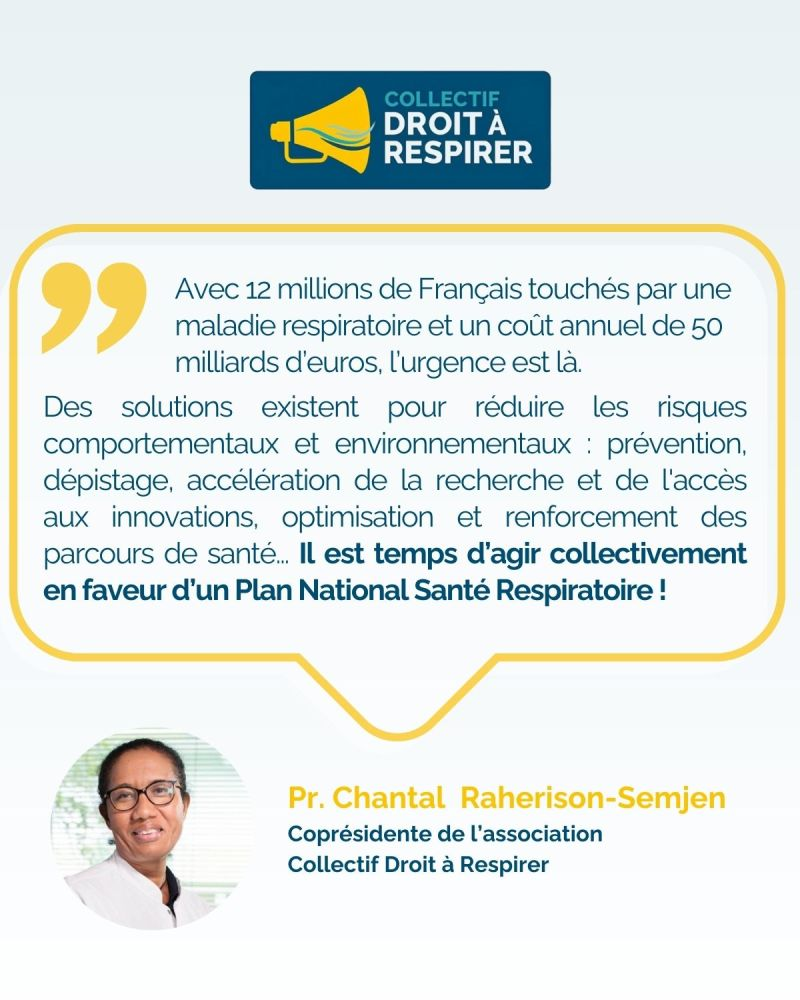 COLLECTIF
DROIT À
RESPIRER
Avec 12 millions de Français touchés par une
maladie respiratoire et un coût annuel de 50
milliards d’euros, l’urgence est là.
Des solutions existent pour réduire les risques
comportementaux et environnementaux : prévention,
dépistage, accélération de la recherche et de l'accès
aux innovations, optimisation et renforcement des
parcours de santé... Il est temps d’agir collectivement
en faveur d’un Plan National Santé Respiratoire !
Pr. Chantal Raherison-Semjen
Coprésidente de l’association
Collectif Droit à Respirer